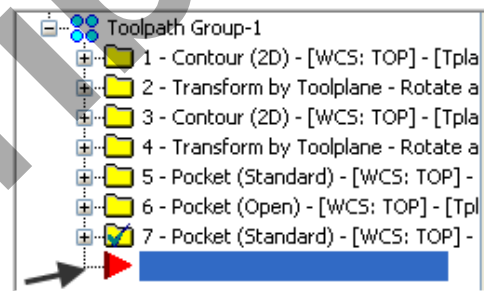 Toolpath Group-1
1 - Contour (2D) - [WCS: TOP] - [Tpla
2 - Transform by Toolplane - Rotate a
3 - Contour (2D) - [WCS: TOP] - [Tpla
4 - Transform by Toolplane - Rotate a
5 - Pocket (Standard) - [WCS: TOP] -
6 - Pocket (Open) - [WCS: TOP] - [Tpl
7 - Pocket (Standard) - [WCS: TOP] -